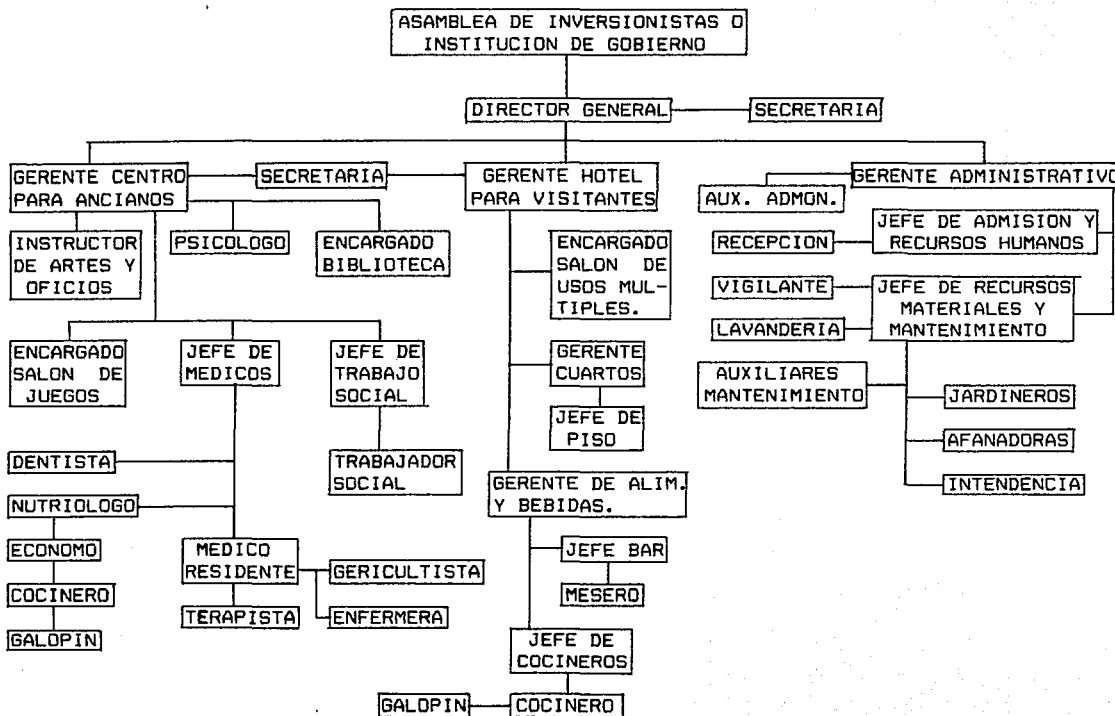 ASAMBLEA DE INVERSIONISTAS O
INSTITUCION DE GOBIERNO
DIRECTOR GENERAL
SECRETARIA
GERENTE CENTRO
PARA ANCIANOS
SECRETARIA
GERENTE HOTEL
PARA VISITANTES
GERENTE ADMINISTRATIVO
AUX. ADMON.
INSTRUCTOR
DE ARTES Y
OFICIOS
PSICOLOGO
ENCARGADO
BIBLIOTECA
ENCARGADO
SALON DE
USOS MUL-
TIPLES.
RECEPCION
JEFE DE ADMISION Y
RECURSOS HUMANOS
VIGILANTE
JEFE DE RECURSOS
MATERIALES Y
MANTENIMIENTO
LAVANDERIA
ENCARGADO
SALON DE
JUEGOS
JEFE DE
MEDICOS
JEFE DE
TRABAJO
SOCIAL
GERENTE
CUARTOS
JEFE DE
PISO
AUXILIARES
MANTENIMIENTO
JARDINEROS
AFANADORAS
INTENDENCIA
DENTISTA
TRABAJADOR
SOCIAL
GERENTE DE ALIM.
Y BEBIDAS.
NUTRIOLOGO
ECONOMO
COCINERO
GALOPIN
MEDICO
RESIDENTE
GERICULTISTA
TERAPISTA
ENFERMERA
JEFE BAR
MESERO
JEFE DE
COCINEROS
GALOPIN
COCINERO